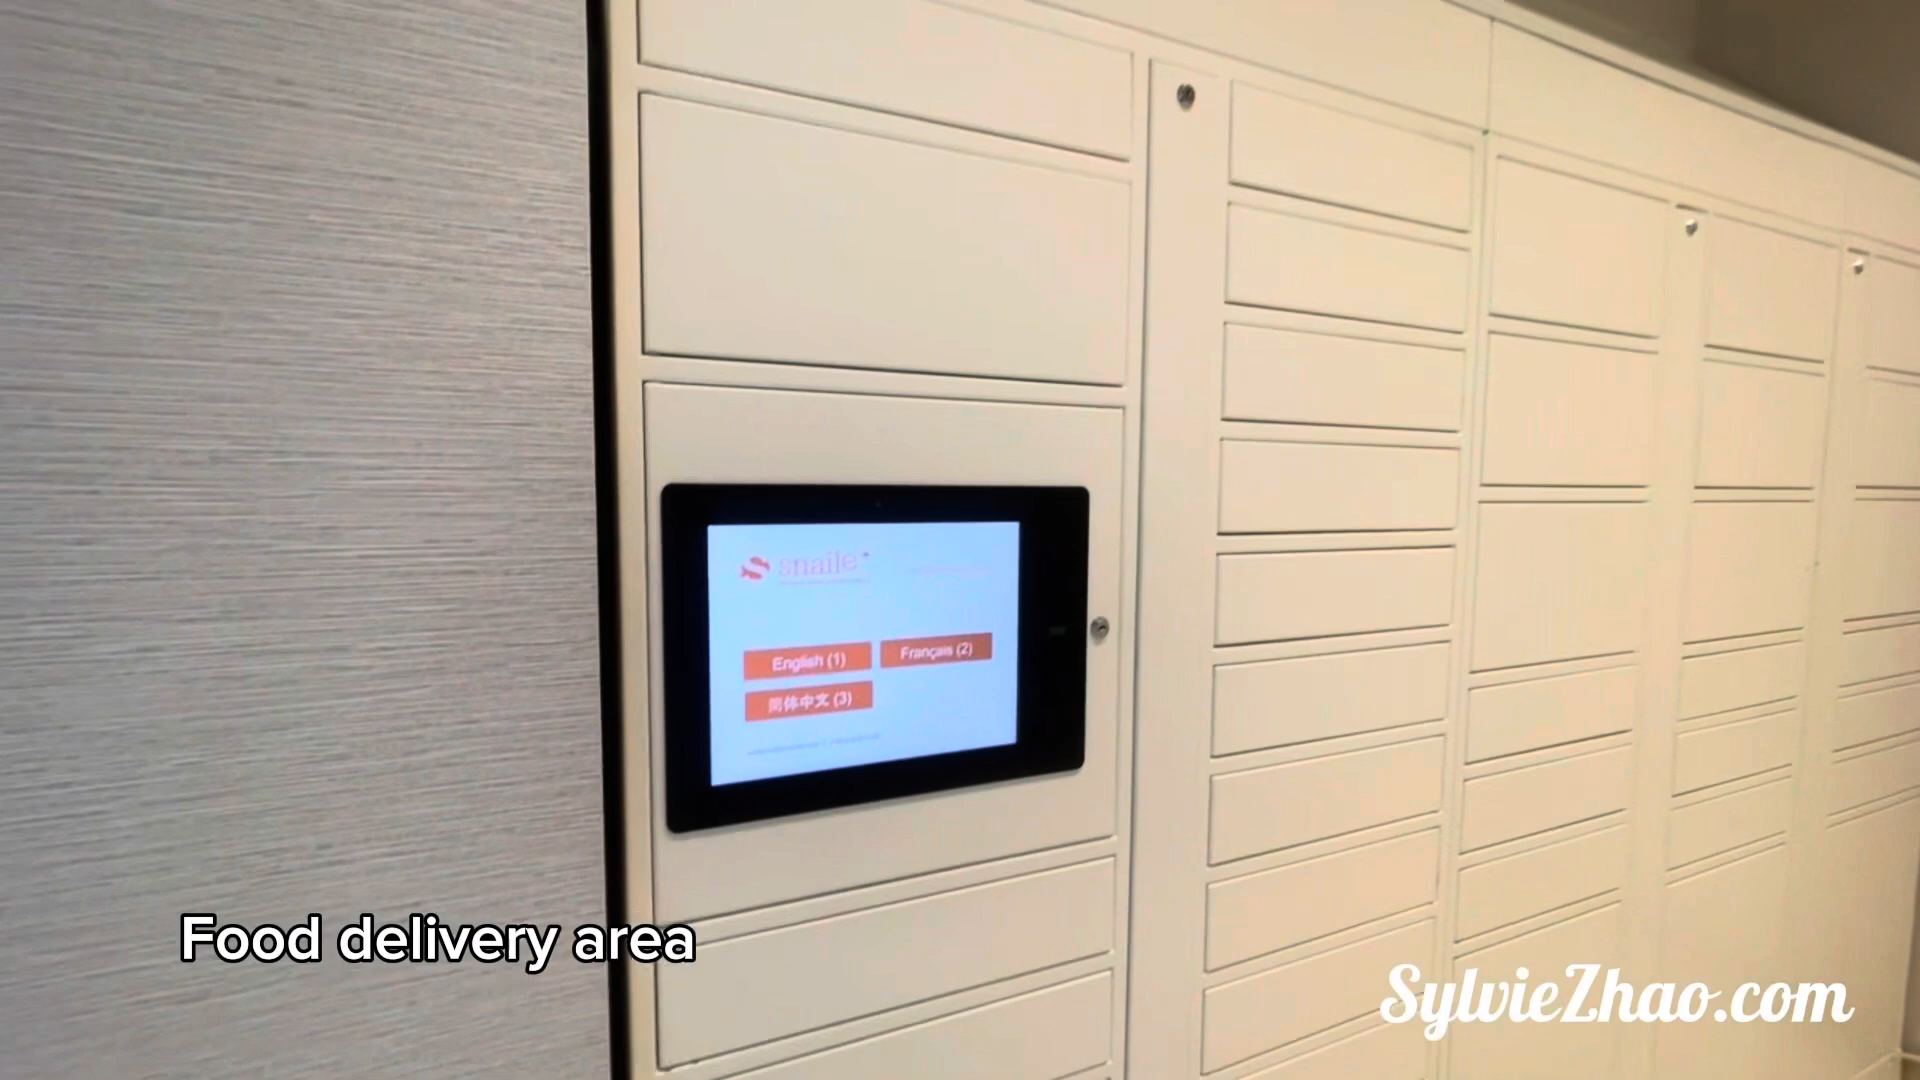 snaile
English (1)
Français (2)
简体中文 (3)
Food delivery area
SylvieZhao.com